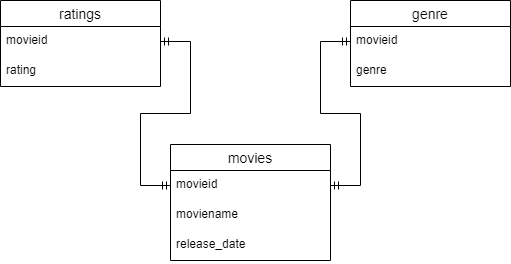 ratings
movieid
rating
genre
movieid
genre
movies
movieid
moviename
release_date